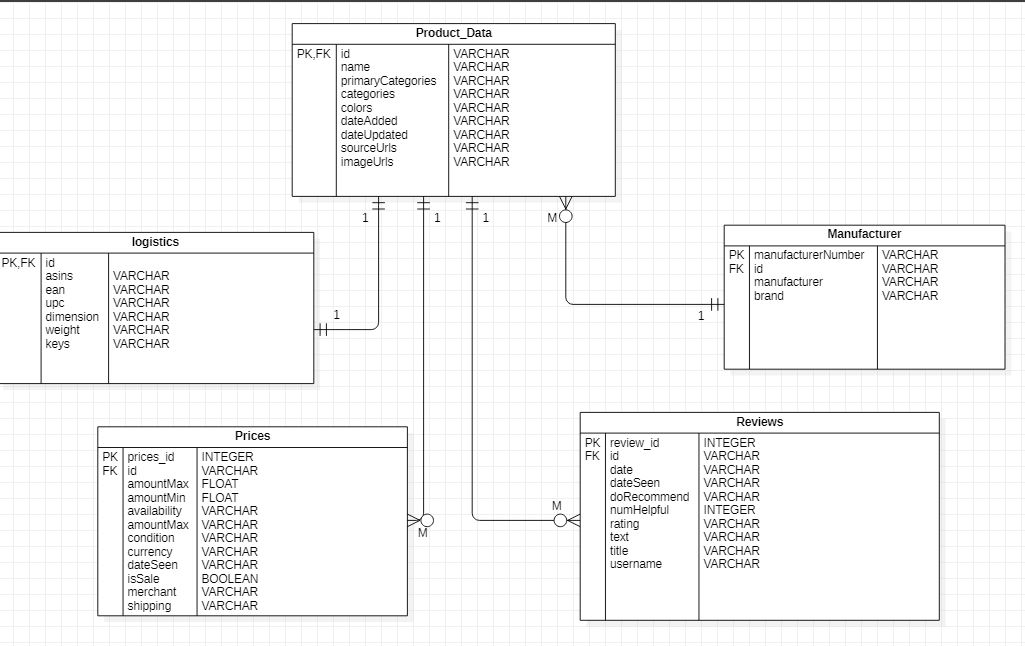 Product_Data
PK,FK id VARCHAR
name VARCHAR
primaryCategories VARCHAR
categories VARCHAR
colors VARCHAR
dateAdded VARCHAR
dateUpdated VARCHAR
sourceUrls VARCHAR
imageUrls VARCHAR
1 1 1 M
logistics
PK,FK id
asins VARCHAR
ean VARCHAR
upc VARCHAR
dimension VARCHAR
weight VARCHAR
keys VARCHAR
1
Manufacturer
PK manufacturerNumber VARCHAR
FK id VARCHAR
manufacturer VARCHAR
brand VARCHAR
1
Prices
PK prices_id INTEGER
FK id VARCHAR
amountMax FLOAT
amountMin FLOAT
availability VARCHAR
amountMax VARCHAR
condition VARCHAR
currency VARCHAR
dateSeen VARCHAR
isSale BOOLEAN
merchant VARCHAR
shipping VARCHAR
M
M
Reviews
PK review_id INTEGER
FK id VARCHAR
date VARCHAR
dateSeen VARCHAR
doRecommend VARCHAR
numHelpful INTEGER
rating VARCHAR
text VARCHAR
title VARCHAR
username VARCHAR